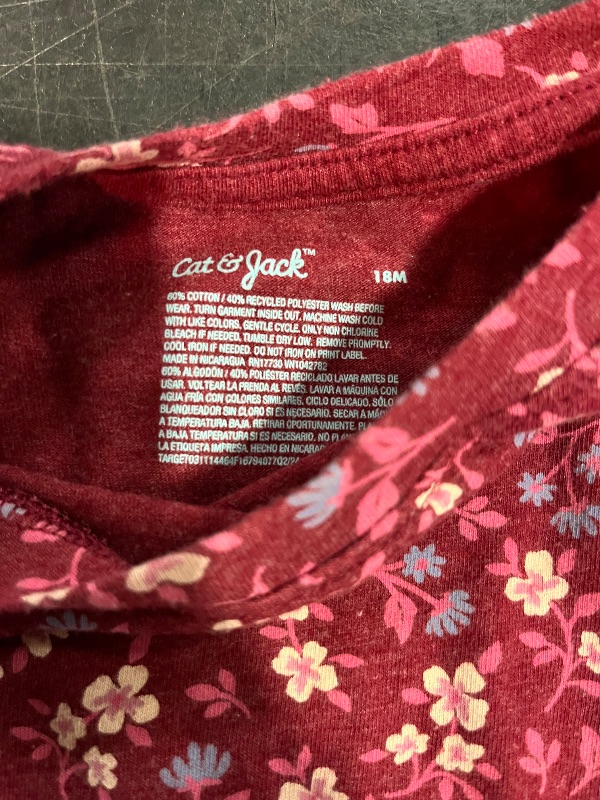 Cat & Jack™
18M
60% COTTON / 40% RECYCLED POLYESTER WASH BEFORE
WEAR. TURN GARMENT INSIDE OUT. MACHINE WASH COLD
WITH LIKE COLORS, GENTLE CYCLE. ONLY NON CHLORINE
BLEACH IF NEEDED. TUMBLE DRY LOW. REMOVE PROMPTLY.
COOL IRON IF NEEDED. DO NOT IRON ON PRINT LABEL.
MADE IN NICARAGUA RN17730 VN1042782
60% ALGODÓN / 40% POLIÉSTER RECICLADO LAVAR ANTES DE
USAR. VOLTEAR LA PRENDA AL REVÉS. LAVAR A MÁQUINA CON
AGUA FRÍA CON COLORES SIMILARES, CICLO DELICADO. SÓLO
BLANQUEADOR SIN CLORO SI ES NECESARIO. SECAR A
A TEMPERATURA BAJA. RETIRAR OPORTUNAMENTE.
A BAJA TEMPERATURA SI ES NECESARIO. NO
LA ETIQUETA IMPRESA. HECHO EN